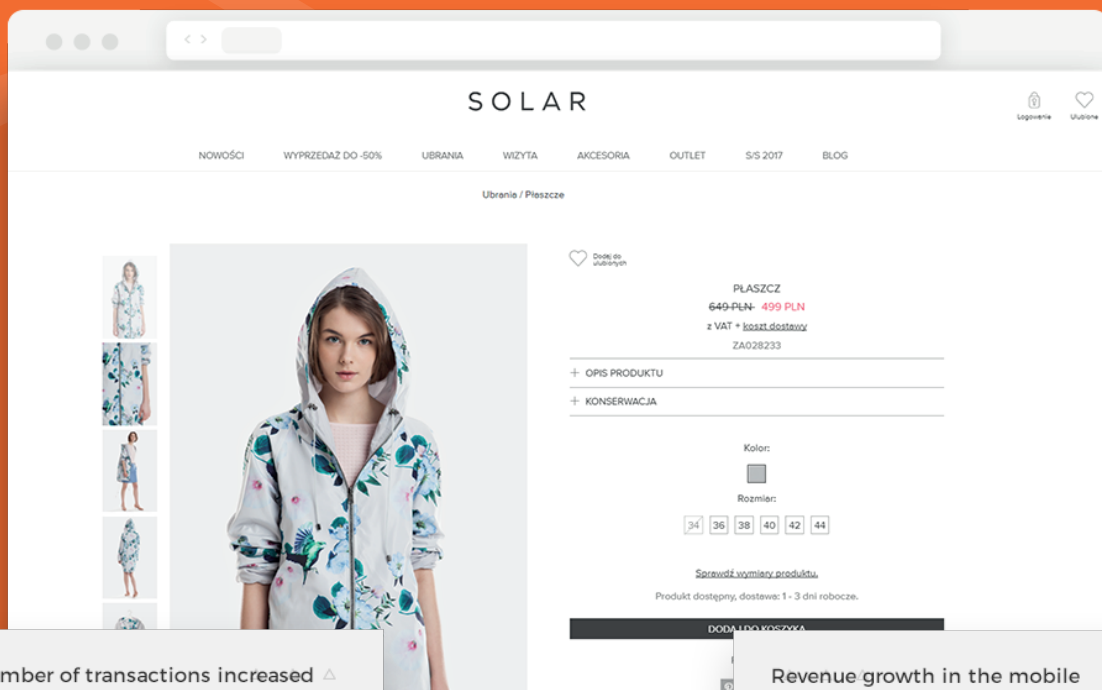 SOLAR
Logowanie
Ulubione
NOWOŚCI WYPRZEDAŻ DO -50% UBRANIA WIZYTA AKCESORIA OUTLET S/S 2017 BLOG
Ubrania / Płaszcze
Dodaj do
ulubionych
PŁASZCZ
649 PLN 499 PLN
z VAT + koszt dostawy
ZA028233
+ OPIS PRODUKTU
+ KONSERWACJA
Kolor:
Rozmiar:
34 36 38 40 42 44
Sprawdź wymiary produktu.
Produkt dostępny, dostawa: 1 - 3 dni robocze.
DODAJ DO KOSZYKA
mber of transactions increased
Revenue growth in the mobile